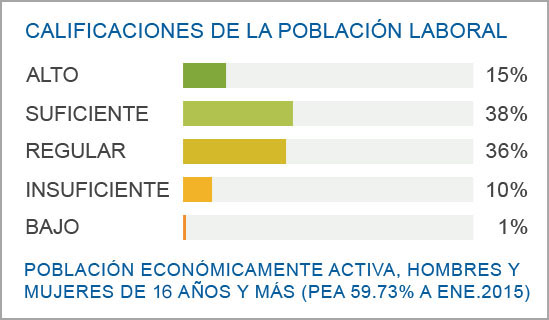 CALIFICACIONES DE LA POBLACIÓN LABORAL
ALTO 15%
SUFICIENTE 38%
REGULAR 36%
INSUFICIENTE 10%
BAJO 1%
POBLACIÓN ECONÓMICAMENTE ACTIVA, HOMBRES Y
MUJERES DE 16 AÑOS Y MÁS (PEA 59.73% A ENE.2015)